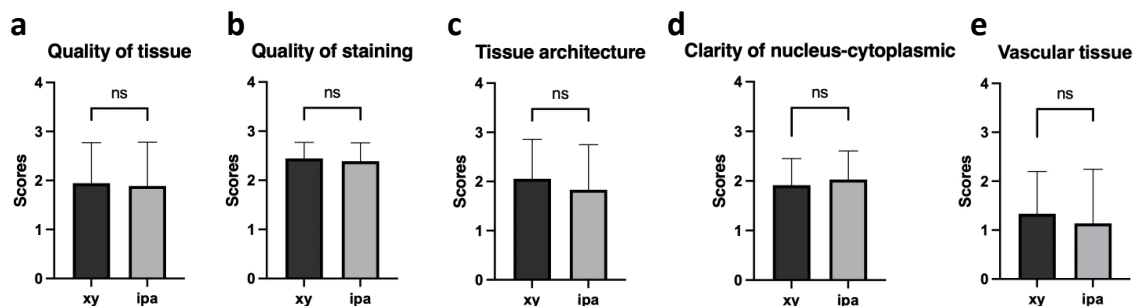 a
Quality of tissue
4
3
2
1
0
Scores
ns
xy
ipa
b
Quality of staining
4
3
2
1
0
Scores
ns
xy
ipa
c
Tissue architecture
4
3
2
1
0
Scores
ns
xy
ipa
d
Clarity of nucleus-cytoplasmic
4
3
2
1
0
Scores
ns
xy
ipa
e
Vascular tissue
4
3
2
1
0
Scores
ns
xy
ipa